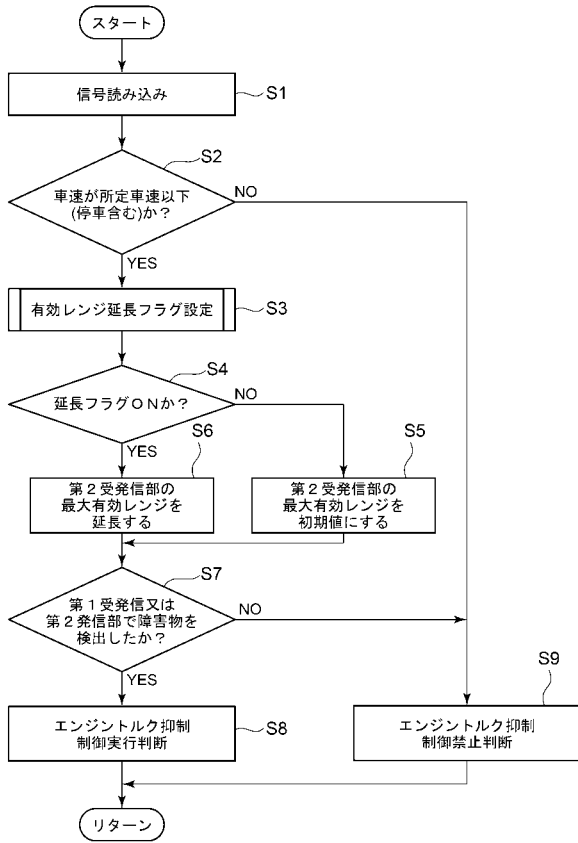 スタート
信号読み込み
S1
S2
車速が所定車速以下
(停車含む)か？
NO
YES
有効レンジ延長フラグ設定
S3
S4
延長フラグＯＮか？
NO
YES
S6
S5
第２受発信部の
最大有効レンジを
延長する
第２受発信部の
最大有効レンジを
初期値にする
S7
第１受発信又は
第２発信部で障害物を
検出したか？
NO
YES
S9
エンジントルク抑制
制御実行判断
S8
エンジントルク抑制
制御禁止判断
リターン